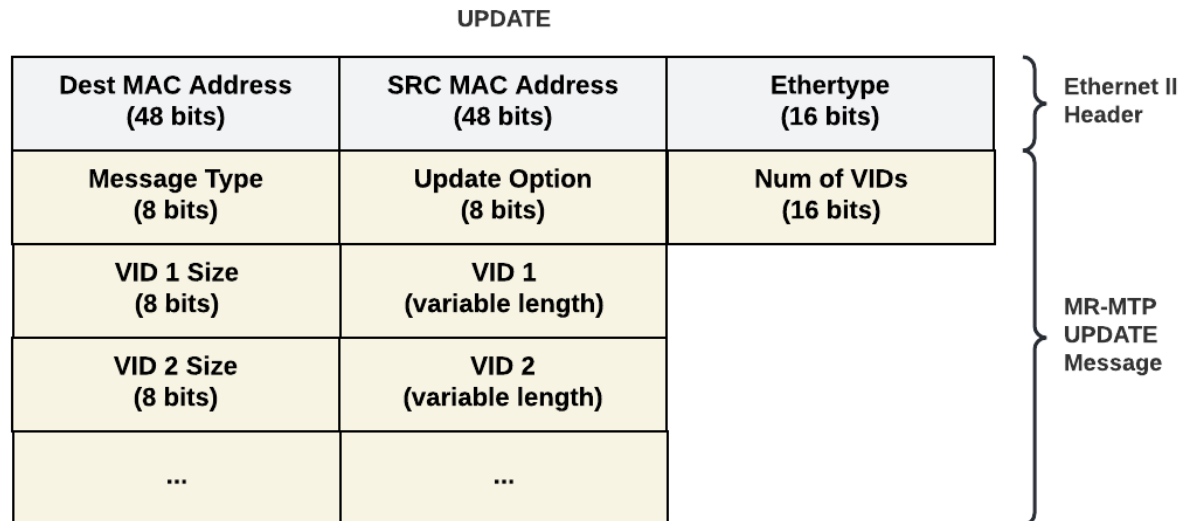 UPDATE
Dest MAC Address
(48 bits)
SRC MAC Address
(48 bits)
Ethertype
(16 bits)
Ethernet II
Header
Message Type
(8 bits)
Update Option
(8 bits)
Num of VIDs
(16 bits)
VID 1 Size
(8 bits)
VID 1
(variable length)
VID 2 Size
(8 bits)
VID 2
(variable length)
...
...
MR-MTP
UPDATE
Message